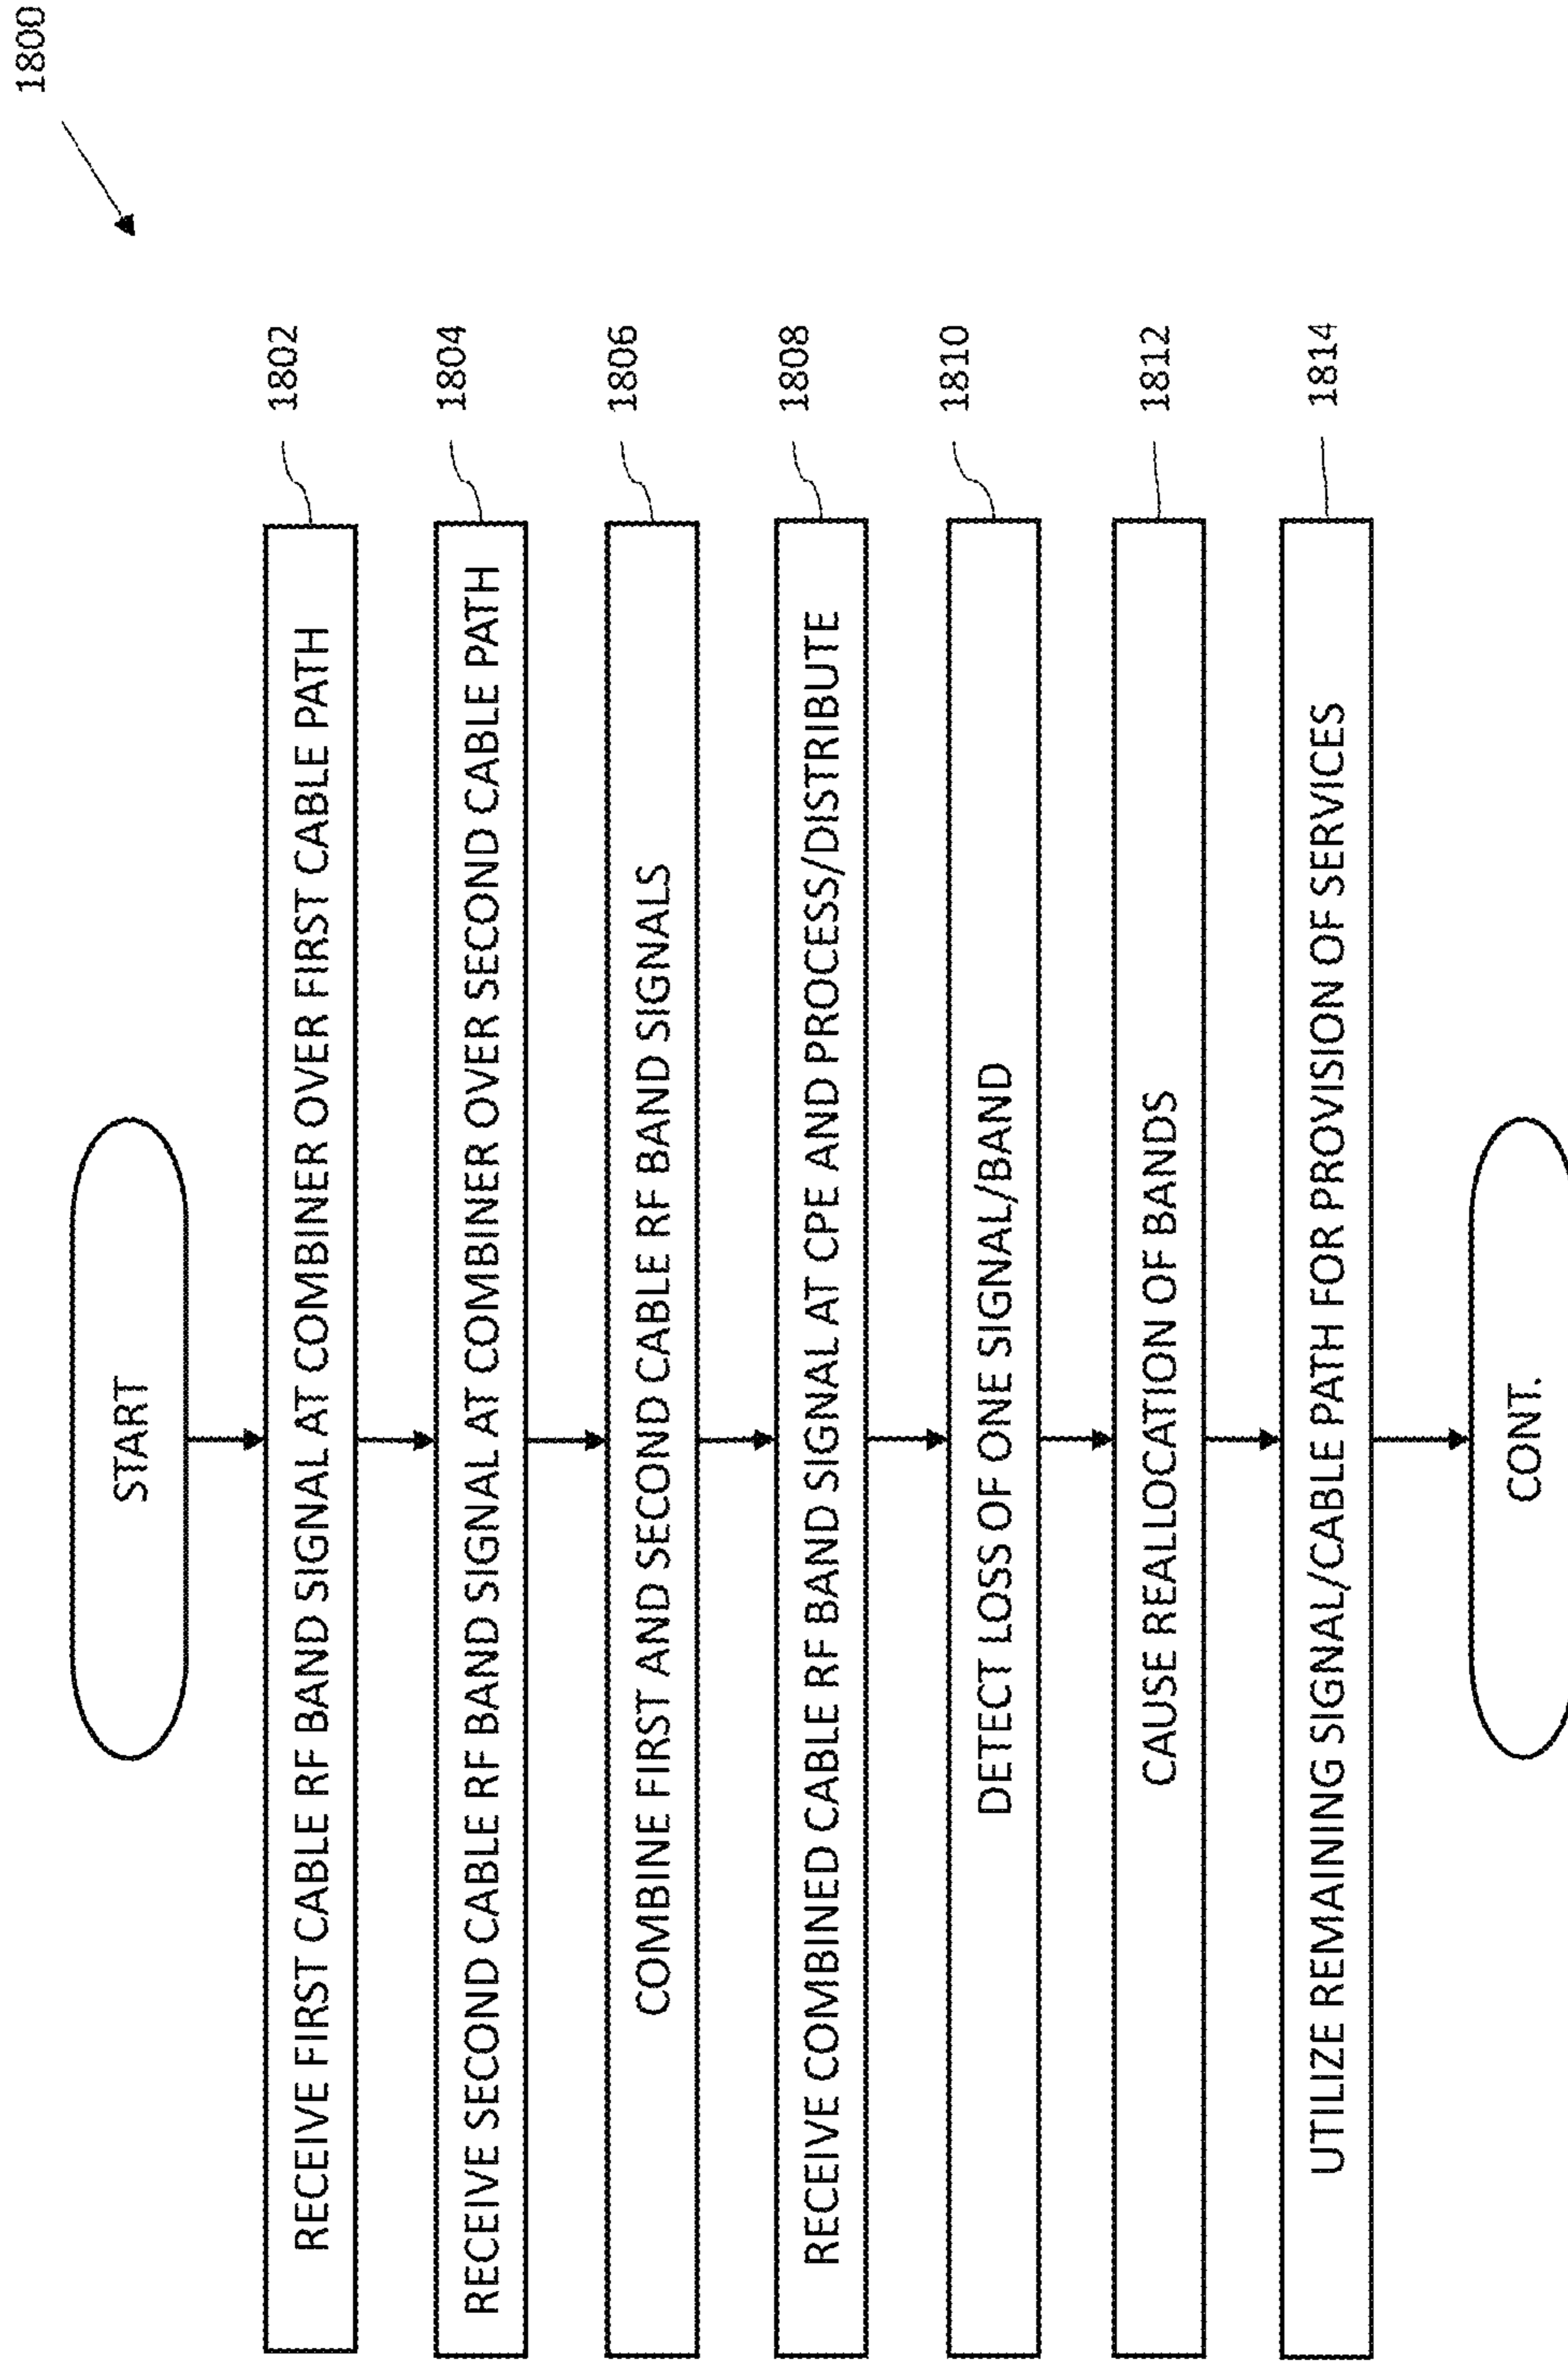 1800
START
RECEIVE FIRST CABLE RF BAND SIGNAL AT COMBINER OVER FIRST CABLE PATH
1802
RECEIVE SECOND CABLE RF BAND SIGNAL AT COMBINER OVER SECOND CABLE PATH
1804
COMBINE FIRST AND SECOND CABLE RF BAND SIGNALS
1806
RECEIVE COMBINED CABLE RF BAND SIGNAL AT CPE AND PROCESS/DISTRIBUTE
1808
DETECT LOSS OF ONE SIGNAL/BAND
1810
CAUSE REALLOCATION OF BANDS
1812
UTILIZE REMAINING SIGNAL/CABLE PATH FOR PROVISION OF SERVICES
1814
CONT.